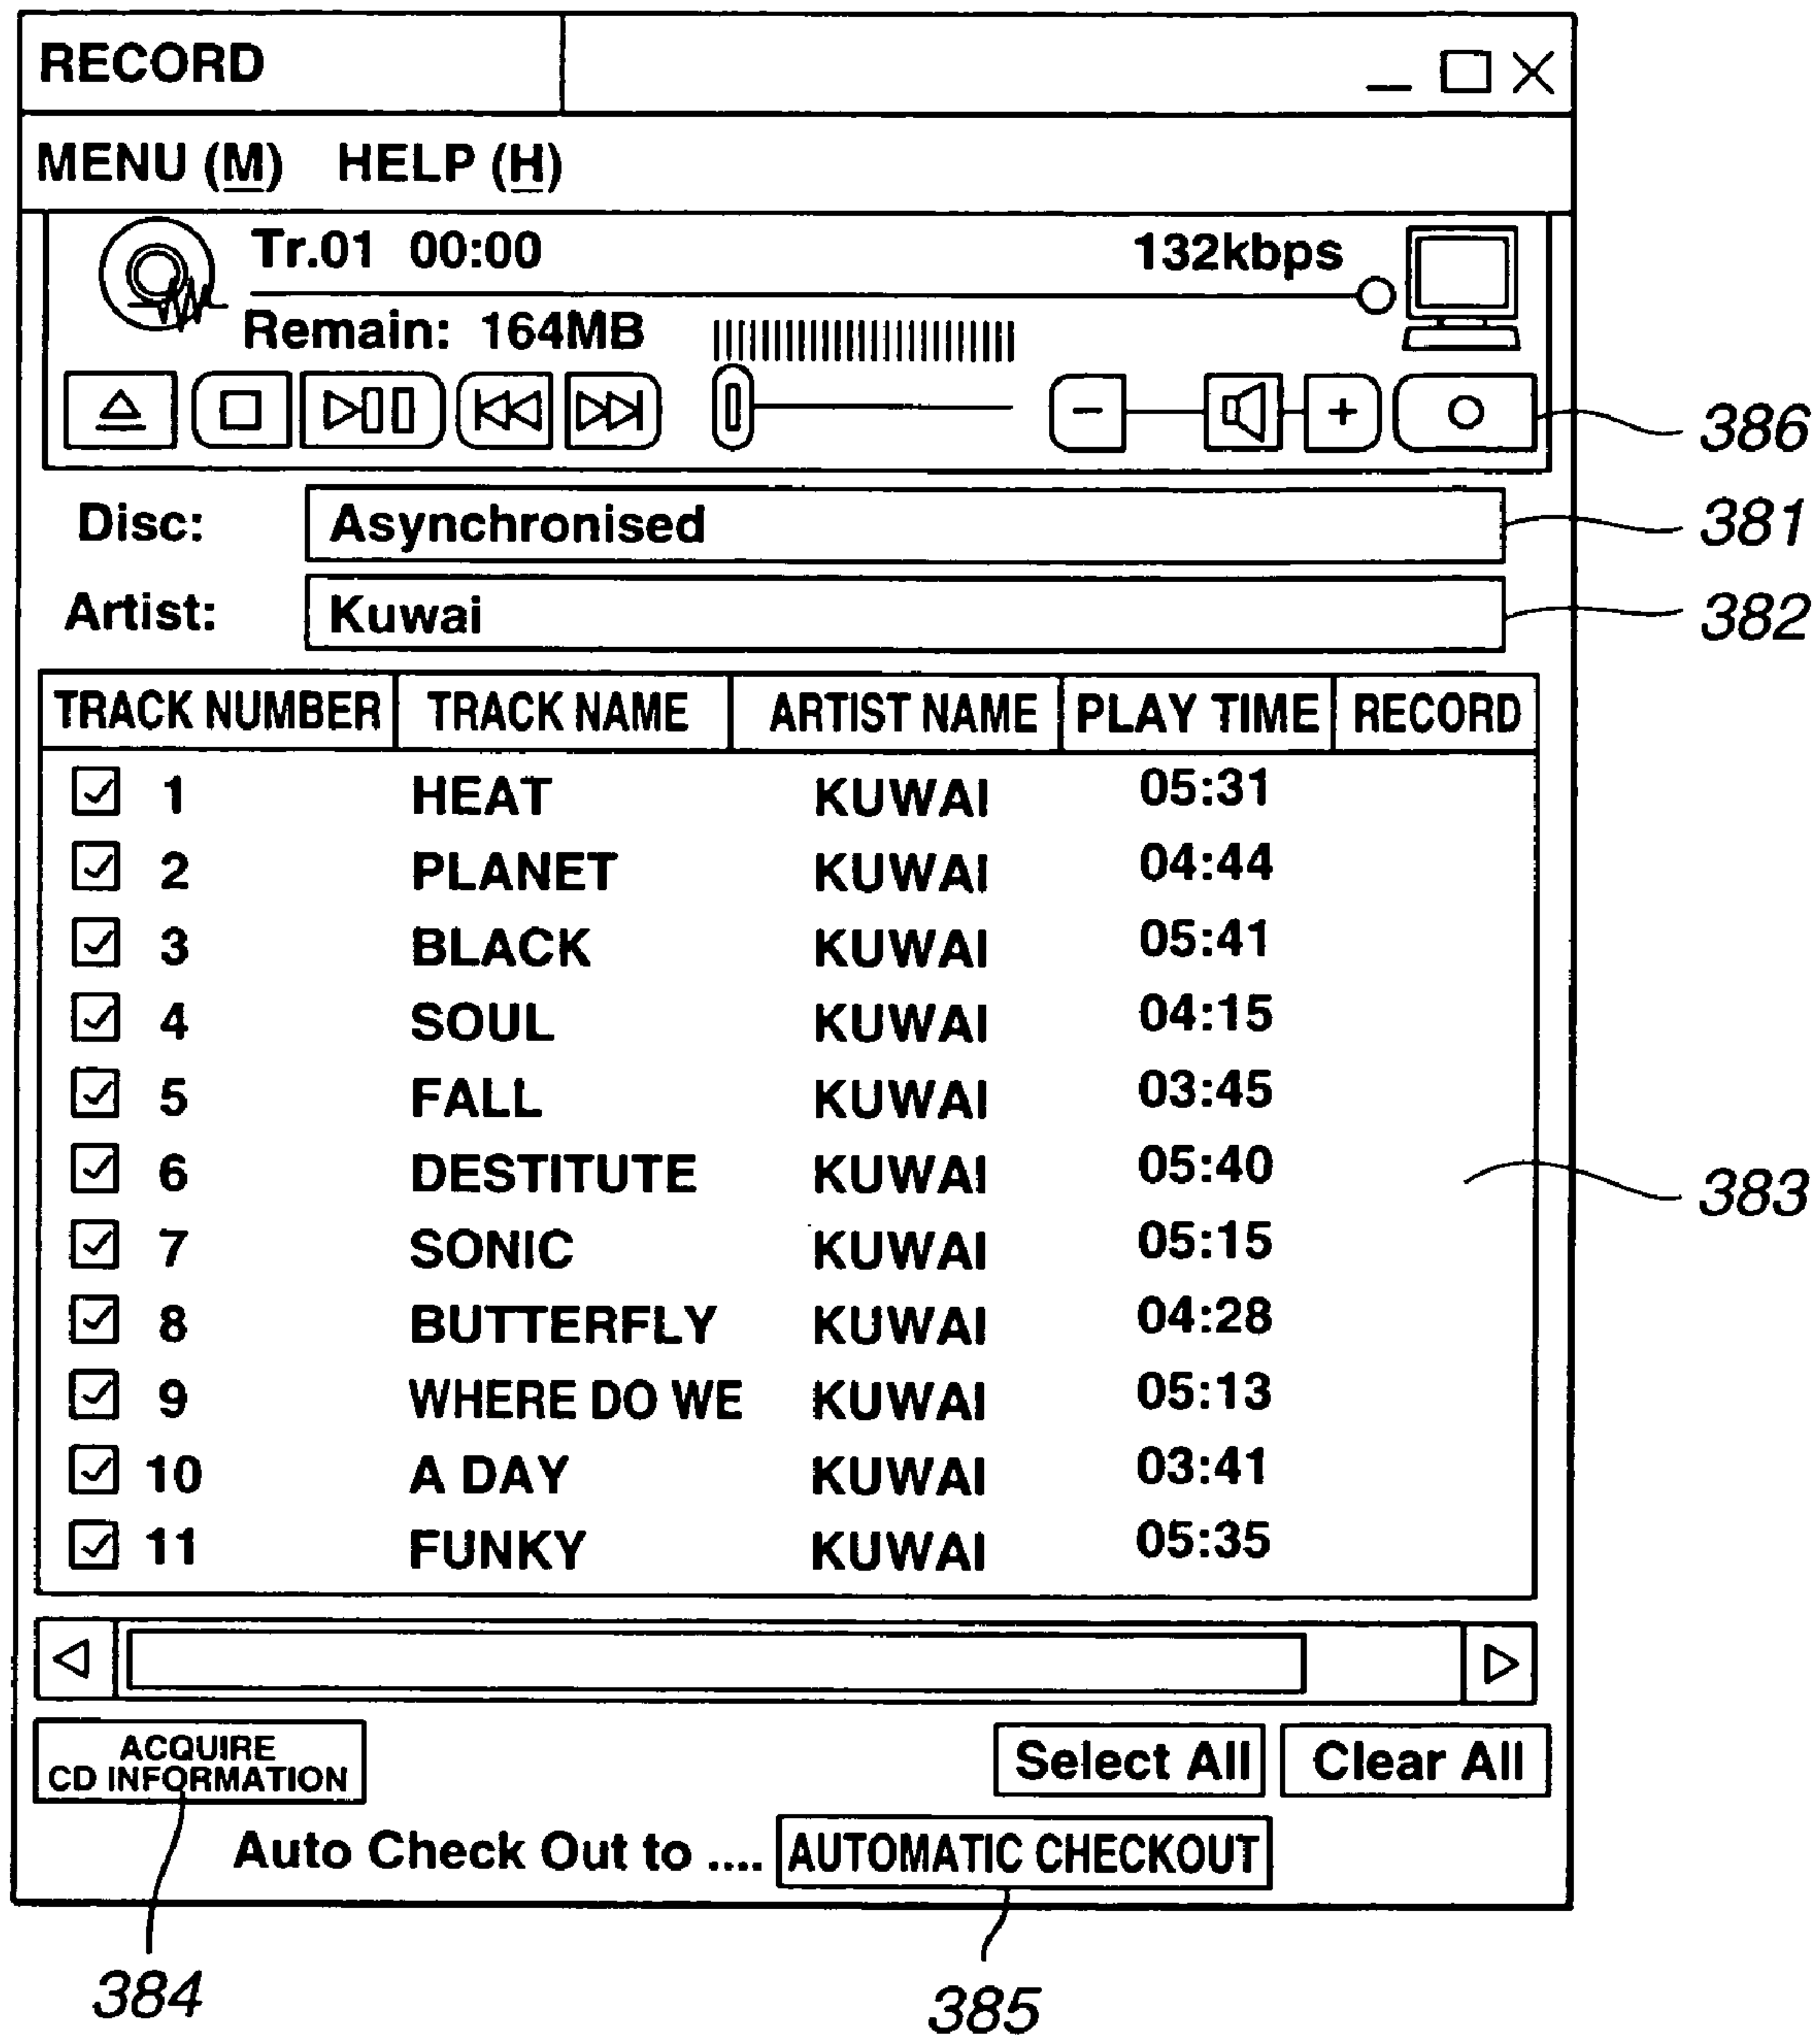 RECORD
MENU (M) HELP (H)
Tr.01 00:00 132kbps
Remain: 164MB
386
Disc: Asynchronised 381
Artist: Kuwai 382
TRACK NUMBER TRACK NAME ARTIST NAME PLAY TIME RECORD
1 HEAT KUWAI 05:31
2 PLANET KUWAI 04:44
3 BLACK KUWAI 05:41
4 SOUL KUWAI 04:15
5 FALL KUWAI 03:45
6 DESTITUTE KUWAI 05:40
383
7 SONIC KUWAI 05:15
8 BUTTERFLY KUWAI 04:28
9 WHERE DO WE KUWAI 05:13
10 A DAY KUWAI 03:41
11 FUNKY KUWAI 05:35
ACQUIRE
CD INFORMATION
Select All Clear All
Auto Check Out to .... AUTOMATIC CHECKOUT
384 385